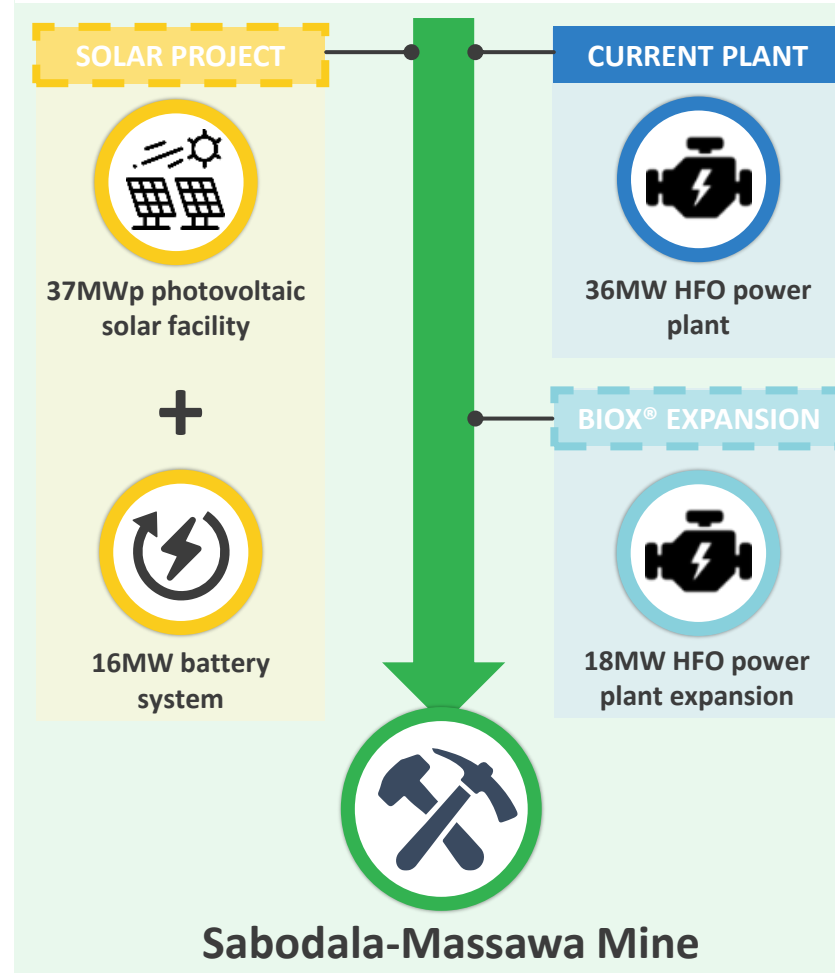 SOLAR PROJECT
37MWp photovoltaic
solar facility
+
16MW battery
system
CURRENT PLANT
36MW HFO power
plant
BIOX® EXPANSION
18MW HFO power
plant expansion
Sabodala-Massawa Mine